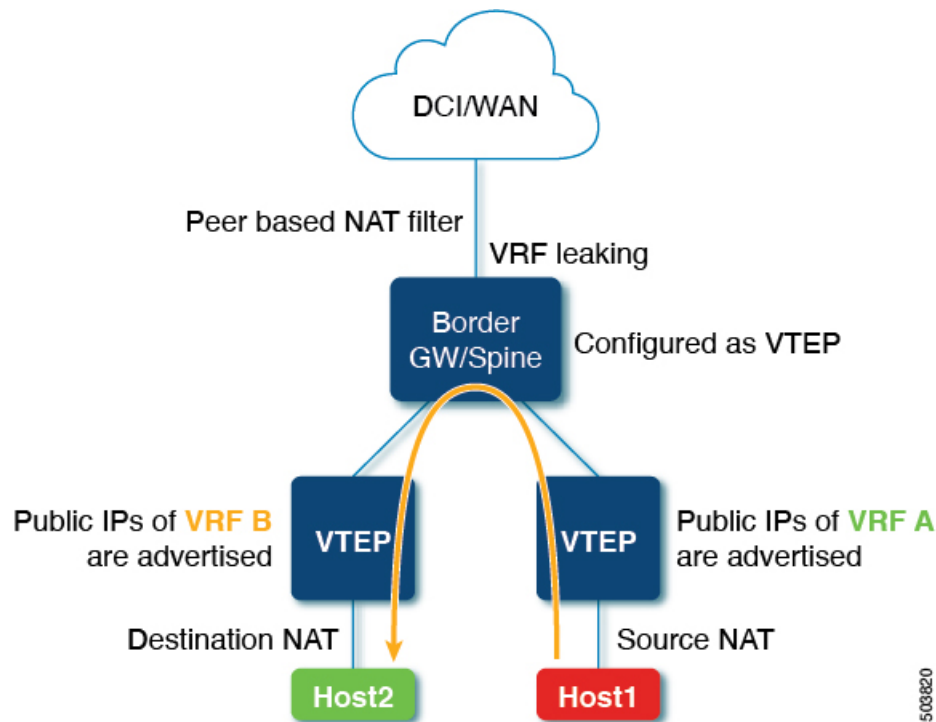 DCI/WAN
Peer based NAT filter
VRF leaking
Border
GW/Spine
Configured as VTEP
Public IPs of VRF B
are advertised
VTEP
VTEP
Public IPs of VRF A
are advertised
Destination NAT
Source NAT
Host2
Host1
503820